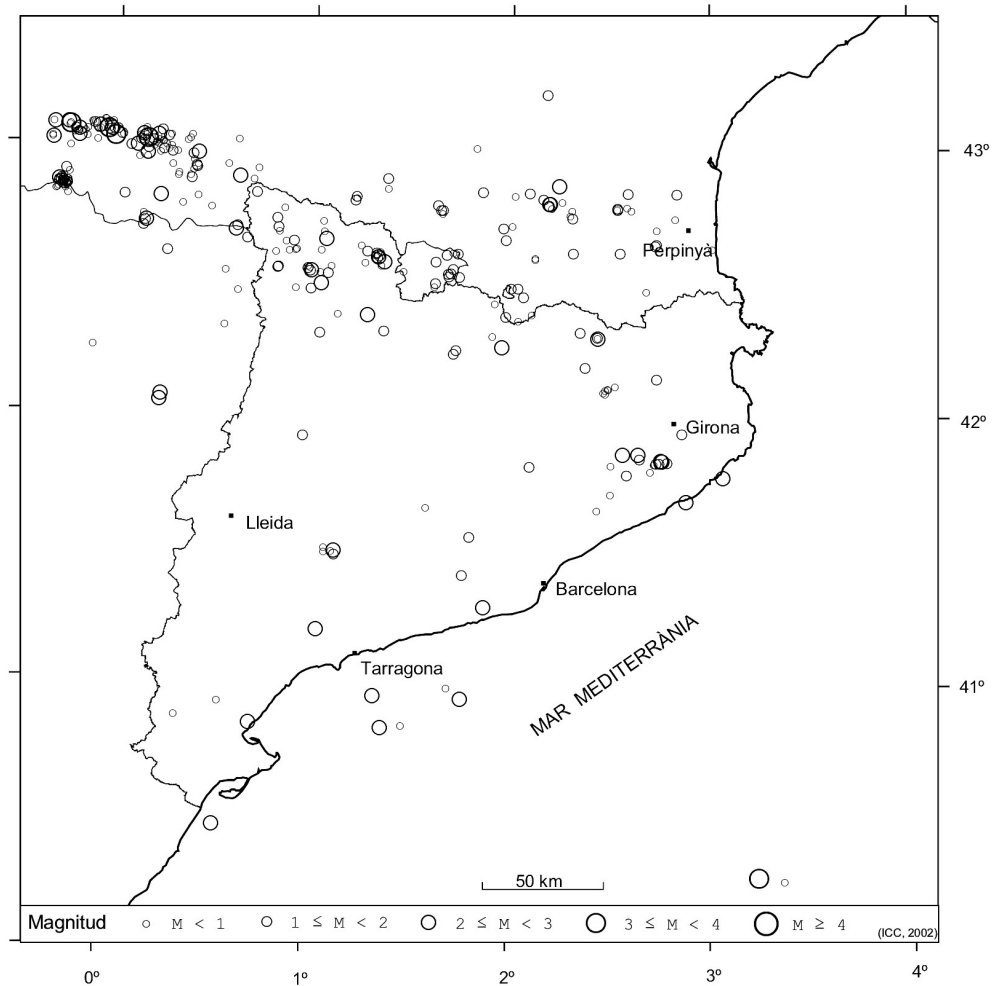 43º
Perpinyà
42º
Girona
Lleida
Barcelona
MAR MEDITERRÀNIA
Tarragona
41º
50 km
Magnitud M < 1 1 ≤ M < 2 2 ≤ M < 3 3 ≤ M < 4 M ≥ 4
(ICC, 2002)
0º 1º 2º 3º 4º